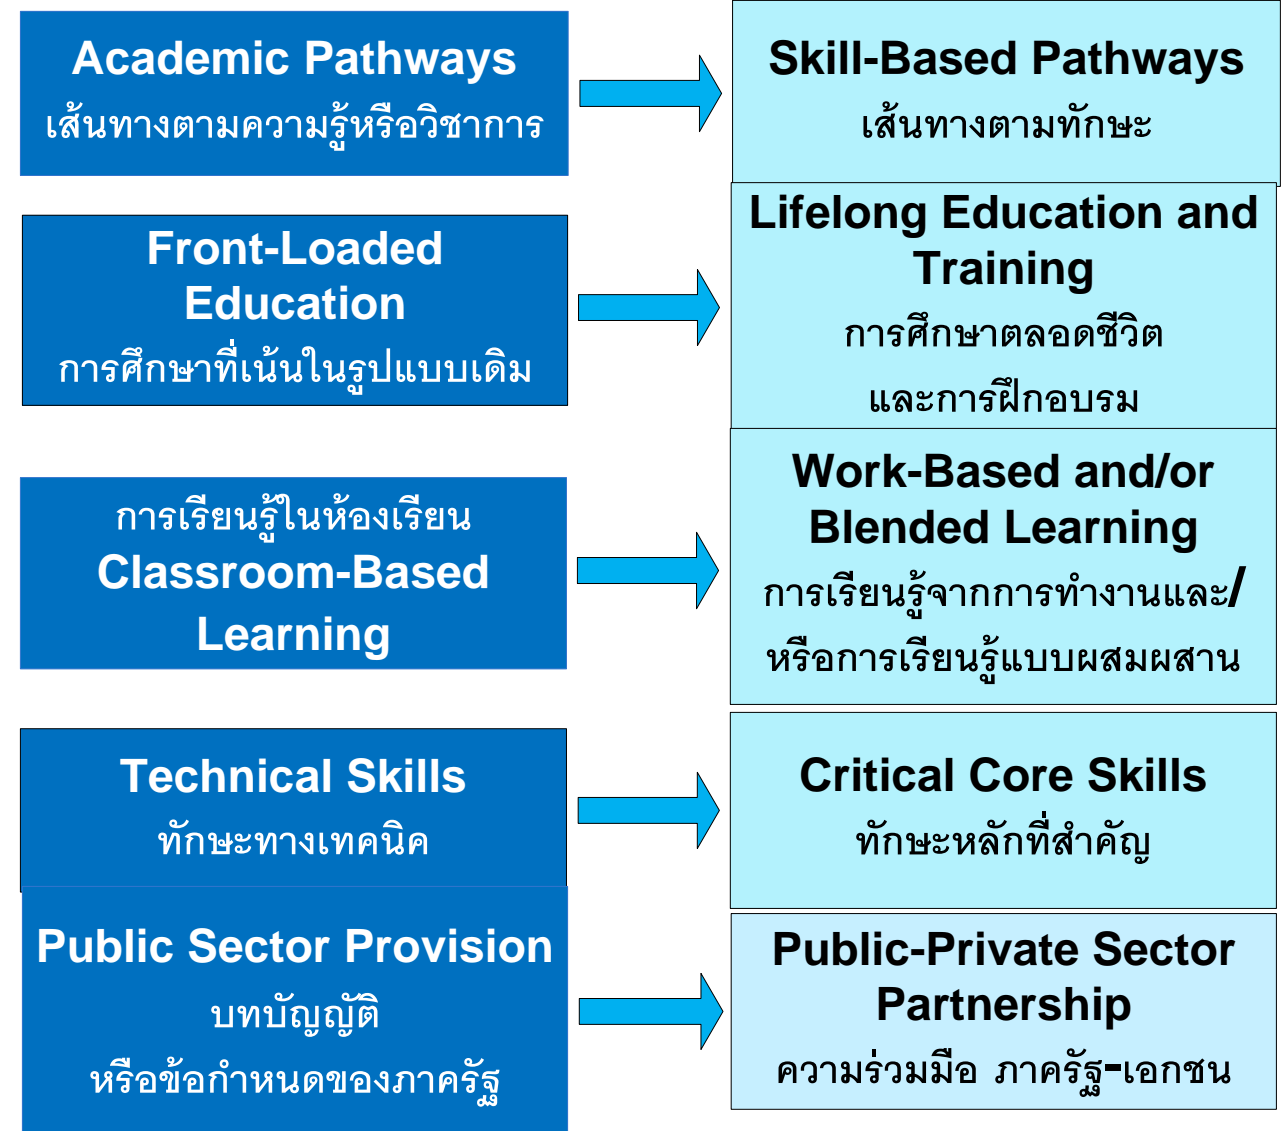 Academic Pathways
เส้นทางตามความรู้หรือวิชาการ
Skill-Based Pathways
เส้นทางตามทักษะ
Front-Loaded
Education
การศึกษาที่เน้นในรูปแบบเดิม
Lifelong Education and
Training
การศึกษาตลอดชีวิต
และการฝึกอบรม
การเรียนรู้ในห้องเรียน
Classroom-Based
Learning
Work-Based and/or
Blended Learning
การเรียนรู้จากการทำงานและ/
หรือการเรียนรู้แบบผสมผสาน
Technical Skills
ทักษะทางเทคนิค
Critical Core Skills
ทักษะหลักที่สำคัญ
Public Sector Provision
บทบัญญัติ
หรือข้อกำหนดของภาครัฐ
Public-Private Sector
Partnership
ความร่วมมือ ภาครัฐ-เอกชน